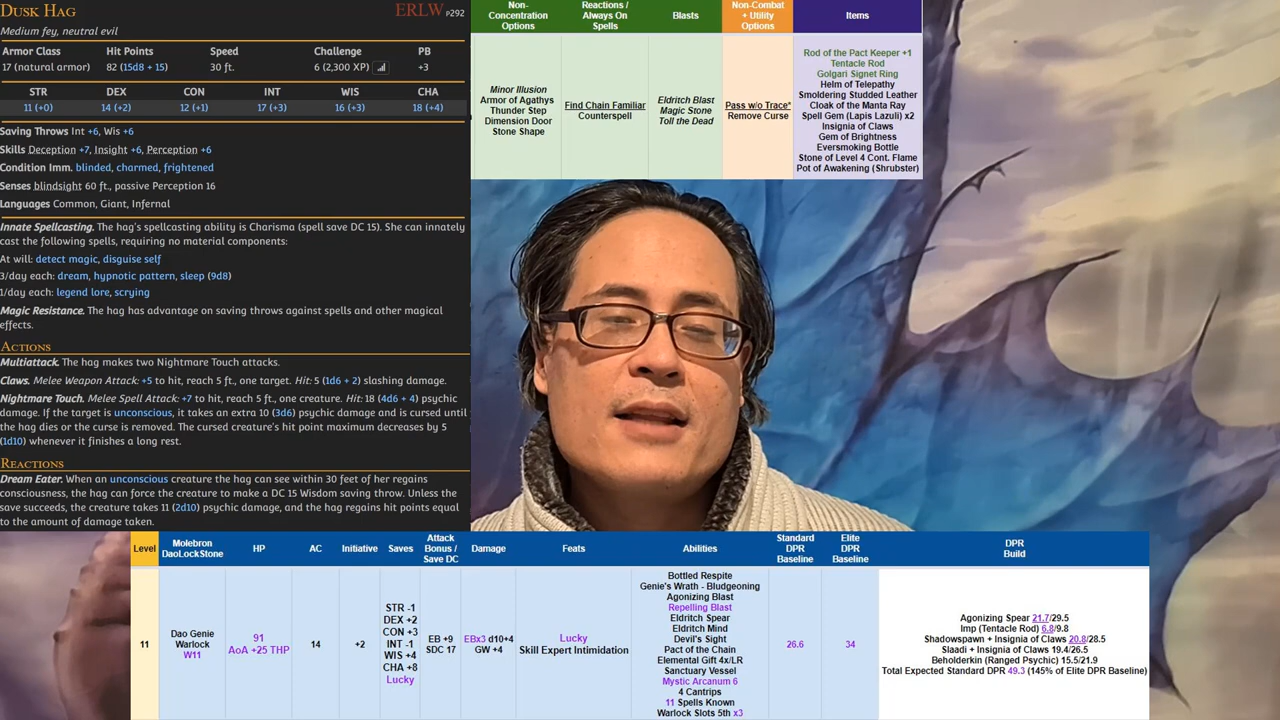 DUSK HAG
ERLW p292
Medium fey, neutral evil
Armor Class Hit Points Speed Challenge PB
17 (natural armor) 82 (15d8 + 15) 30 ft. 6 (2,300 XP) +3
STR DEX CON INT WIS CHA
11 (+0) 14 (+2) 12 (+1) 17 (+3) 16 (+3) 18 (+4)
Saving Throws Int +6, Wis +6
Skills Deception +7, Insight +6, Perception +6
Condition Imm. blinded, charmed, frightened
Senses blindsight 60 ft., passive Perception 16
Languages Common, Giant, Infernal
Innate Spellcasting. The hag's spellcasting ability is Charisma (spell save DC 15). She can innately
cast the following spells, requiring no material components:
At will: detect magic, disguise self
3/day each: dream, hypnotic pattern, sleep (9d8)
1/day each: legend lore, scrying
Magic Resistance. The hag has advantage on saving throws against spells and other magical
effects.
ACTIONS
Multiattack. The hag makes two Nightmare Touch attacks.
Claws. Melee Weapon Attack: +5 to hit, reach 5 ft., one target. Hit: 5 (1d6 + 2) slashing damage.
Nightmare Touch. Melee Spell Attack: +7 to hit, reach 5 ft., one creature. Hit: 18 (4d6 + 4) psychic
damage. If the target is unconscious, it takes an extra 10 (3d6) psychic damage and is cursed until
the hag dies or the curse is removed. The cursed creature's hit point maximum decreases by 5
(1d10) whenever it finishes a long rest.
REACTIONS
Dream Eater. When an unconscious creature the hag can see within 30 feet of her regains
consciousness, the hag can force the creature to make a DC 15 Wisdom saving throw. Unless the
save succeeds, the creature takes 11 (2d10) psychic damage, and the hag regains hit points equal
to the amount of damage taken.
Non-
Concentration
Options
Reactions /
Always On
Spells
Blasts
Non-Combat
+ Utility
Options
Items
Minor Illusion
Armor of Agathys
Thunder Step
Dimension Door
Stone Shape
Find Chain Familiar
Counterspell
Eldritch Blast
Magic Stone
Toll the Dead
Pass w/o Trace*
Remove Curse
Rod of the Pact Keeper +1
Tentacle Rod
Golgari Signet Ring
Helm of Telepathy
Smoldering Studded Leather
Cloak of the Manta Ray
Spell Gem (Lapis Lazuli) x2
Insignia of Claws
Gem of Brightness
Eversmoking Bottle
Stone of Level 4 Cont. Flame
Pot of Awakening (Shrubster)
Level
Molebron
DaoLockStone
HP
AC
Initiative
Saves
Attack
Bonus /
Save DC
Damage
Feats
Abilities
Standard
DPR
Baseline
Elite
DPR
Baseline
DPR
Build
11
Dao Genie
Warlock
W11
91
AoA +25 THP
14
+2
STR -1
DEX +2
CON +3
INT -1
WIS +4
CHA +8
Lucky
EB +9
SDC 17
EBx3 d10+4
GW +4
Lucky
Skill Expert Intimidation
Bottled Respite
Genie's Wrath - Bludgeoning
Agonizing Blast
Repelling Blast
Eldritch Spear
Eldritch Mind
Devil's Sight
Pact of the Chain
Elemental Gift 4x/LR
Sanctuary Vessel
Mystic Arcanum 6
4 Cantrips
11 Spells Known
Warlock Slots 5th x3
26.6
34
Agonizing Spear 21.7/29.5
Imp (Tentacle Rod) 6.8/9.8
Shadowspawn + Insignia of Claws 20.8/28.5
Slaadi + Insignia of Claws 19.4/26.5
Beholderkin (Ranged Psychic) 15.5/21.9
Total Expected Standard DPR 49.3 (145% of Elite DPR Baseline)